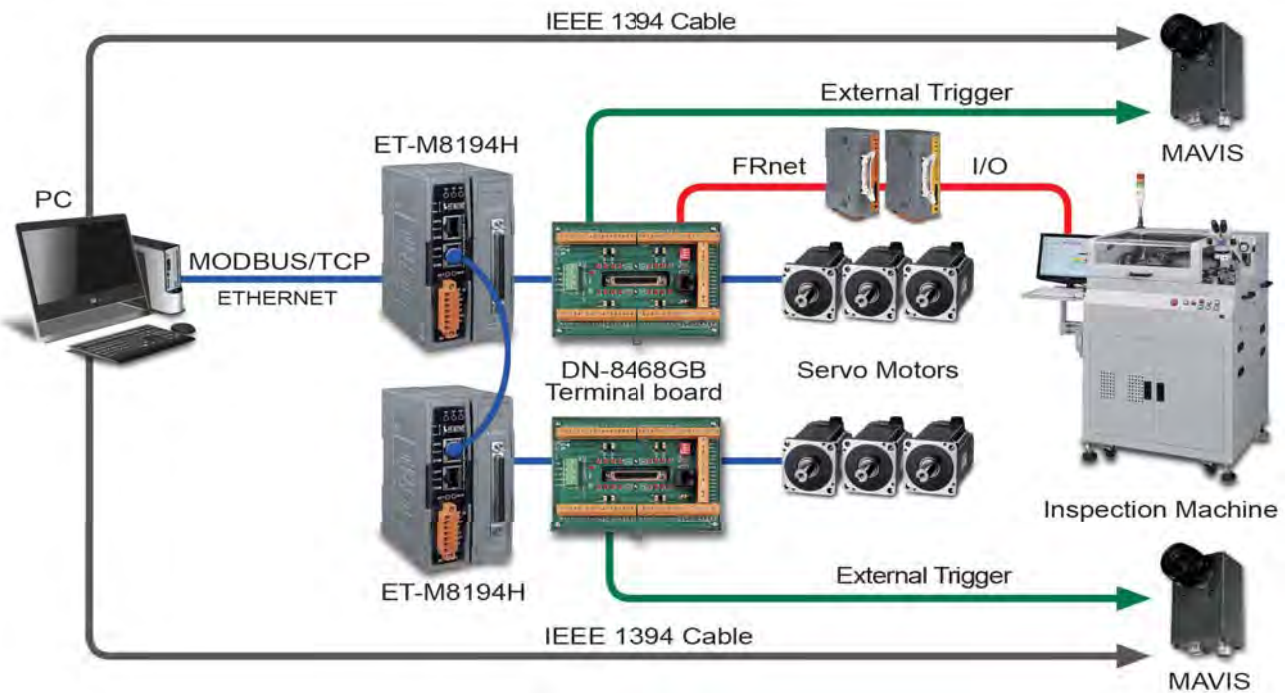 IEEE 1394 Cable
External Trigger
ET-M8194H
MAVIS
FRnet
I/O
PC
MODBUS/TCP
ETHERNET
DN-8468GB
Terminal board
Servo Motors
Inspection Machine
External Trigger
ET-M8194H
IEEE 1394 Cable
MAVIS